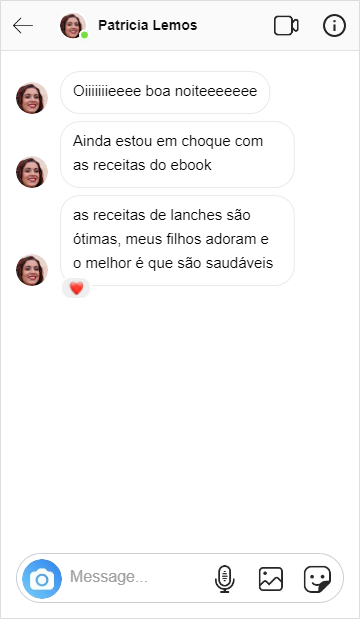 Patricia Lemos
Oiiiiiiieeee boa noiteeeeeee
Ainda estou em choque com
as receitas do ebook
as receitas de lanches são
ótimas, meus filhos adoram e
o melhor é que são saudáveis
Message...